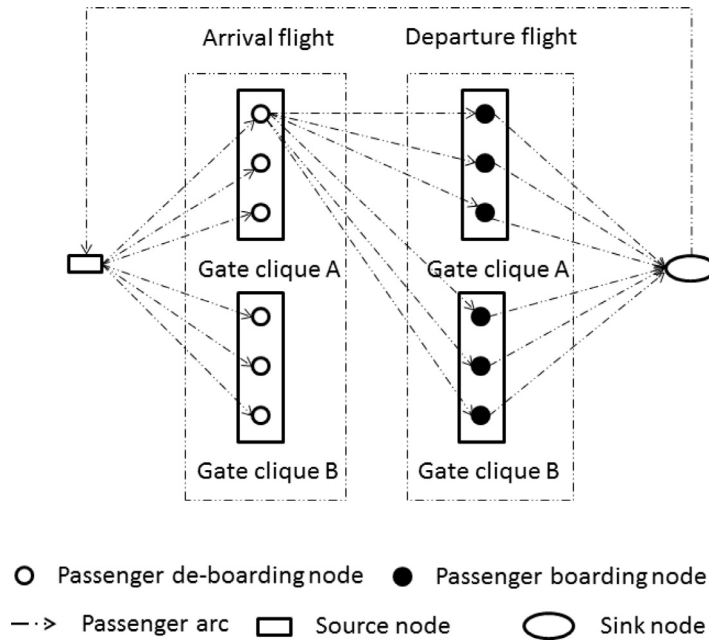 Arrival flight
Departure flight
Gate clique A
Gate clique A
Gate clique B
Gate clique B
Passenger de-boarding node
Passenger boarding node
Passenger arc
Source node
Sink node